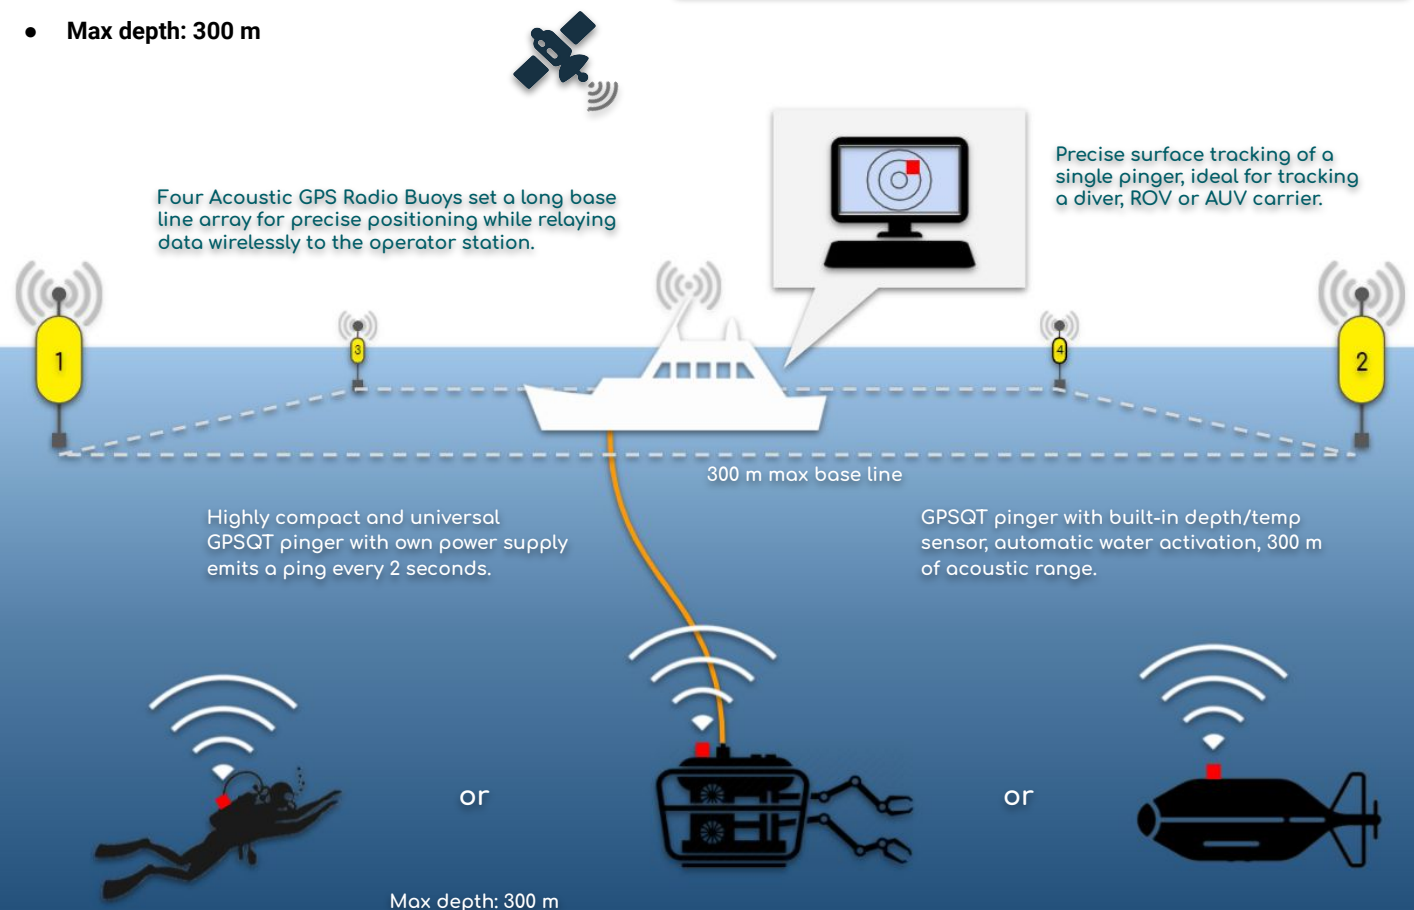 ● Max depth: 300 m
Precise surface tracking of a
single pinger, ideal for tracking
a diver, ROV or AUV carrier.
Four Acoustic GPS Radio Buoys set a long base
line array for precise positioning while relaying
data wirelessly to the operator station.
1
3
4
2
300 m max base line
Highly compact and universal
GPSQT pinger with own power supply
emits a ping every 2 seconds.
GPSQT pinger with built-in depth/temp
sensor, automatic water activation, 300 m
of acoustic range.
or
or
Max depth: 300 m